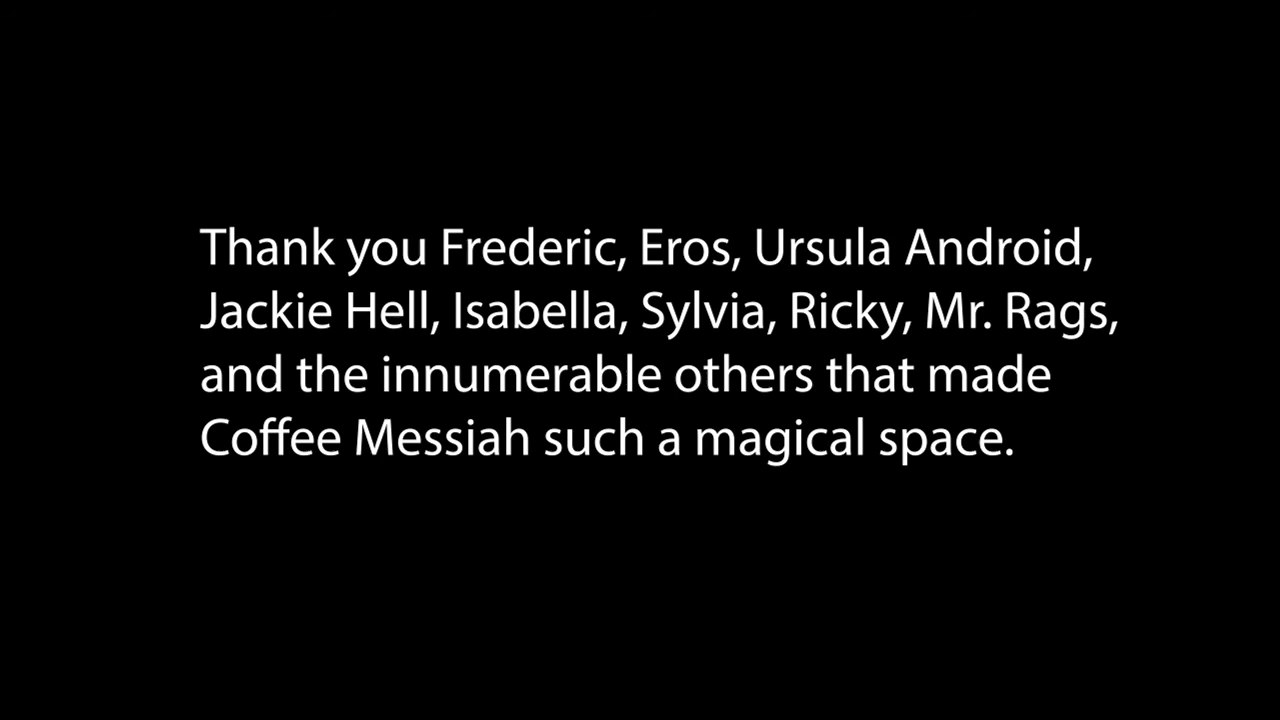 Thank you Frederic, Eros, Ursula Android,
Jackie Hell, Isabella, Sylvia, Ricky, Mr. Rags,
and the innumerable others that made
Coffee Messiah such a magical space.